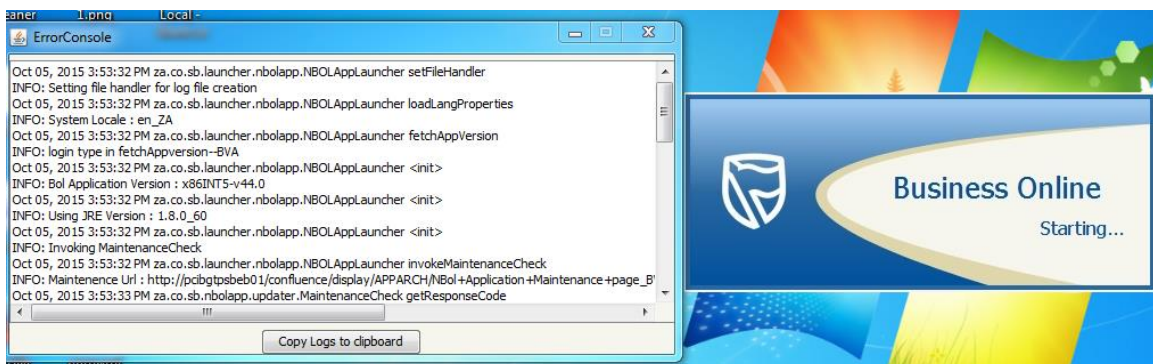 eaner 1.png Local -
ErrorConsole
Oct 05, 2015 3:53:32 PM za.co.sb.launcher.nbolapp.NBOLAppLauncher setFileHandler
INFO: Setting file handler for log file creation
Oct 05, 2015 3:53:32 PM za.co.sb.launcher.nbolapp.NBOLAppLauncher loadLangProperties
INFO: System Locale : en_ZA
Oct 05, 2015 3:53:32 PM za.co.sb.launcher.nbolapp.NBOLAppLauncher fetchAppVersion
INFO: login type in fetchAppversion--BVA
Oct 05, 2015 3:53:32 PM za.co.sb.launcher.nbolapp.NBOLAppLauncher <init>
INFO: Bol Application Version : x86INT5-v44.0
Oct 05, 2015 3:53:32 PM za.co.sb.launcher.nbolapp.NBOLAppLauncher <init>
INFO: Using JRE Version : 1.8.0_60
Oct 05, 2015 3:53:32 PM za.co.sb.launcher.nbolapp.NBOLAppLauncher <init>
INFO: Invoking MaintenanceCheck
Oct 05, 2015 3:53:32 PM za.co.sb.launcher.nbolapp.NBOLAppLauncher invokeMaintenanceCheck
INFO: Maintenence Url : http://pcibgtpsbeb01/confluence/display/APPARCH/NBol+Application+Maintenance+page_B
Oct 05, 2015 3:53:33 PM za.co.sb.nbolapp.updater.MaintenanceCheck getResponseCode
Copy Logs to clipboard
Business Online
Starting...